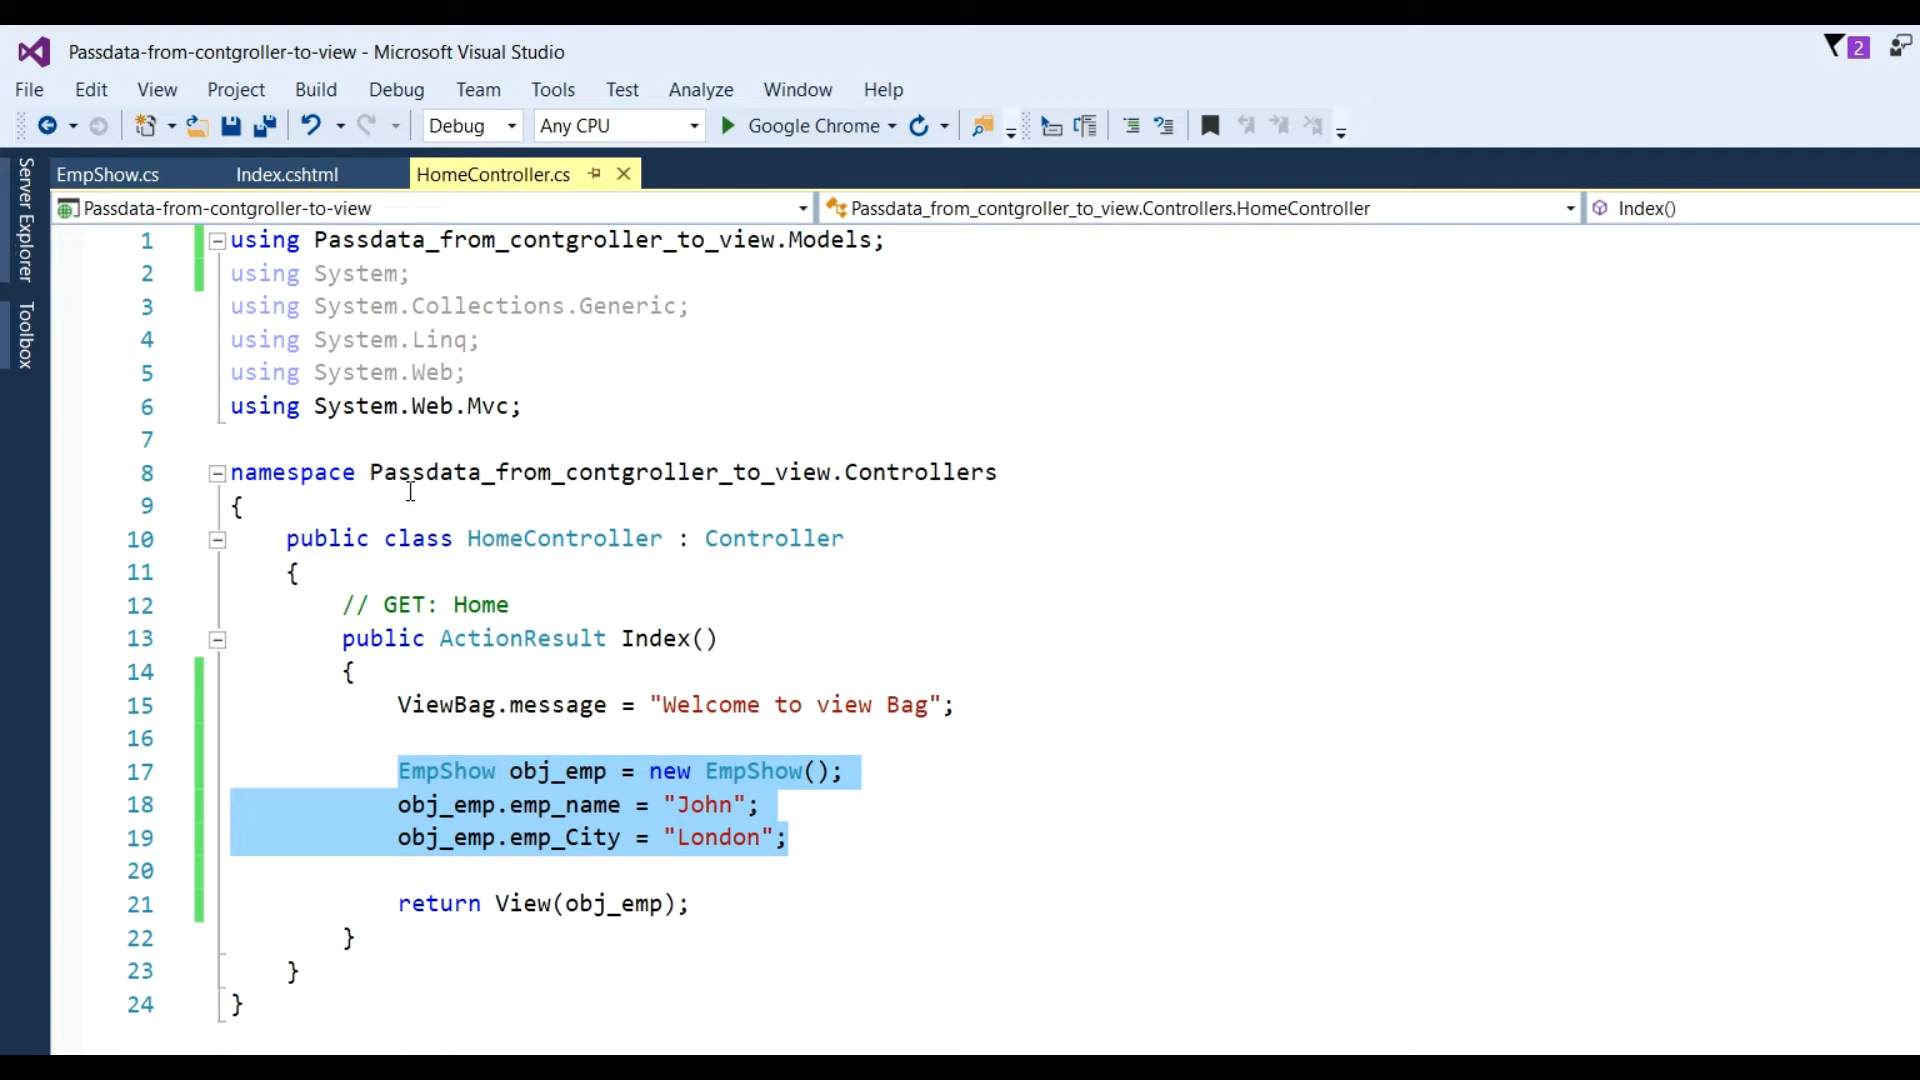 Passdata-from-contgroller-to-view - Microsoft Visual Studio
2
File Edit View Project Build Debug Team Tools Test Tools Analyze Window Help
Debug Any CPU Google Chrome
EmpShow.cs Index.cshtml HomeController.cs
Passdata-from-contgroller-to-view Passdata_from_contgroller_to_view.Controllers.HomeController Index()
Server Explorer
Toolbox
1 using Passdata_from_contgroller_to_view.Models;
2 using System;
3 using System.Collections.Generic;
4 using System.Linq;
5 using System.Web;
6 using System.Web.Mvc;
7
8 namespace Passdata_from_contgroller_to_view.Controllers
9 {
10 public class HomeController : Controller
11 {
12 // GET: Home
13 public ActionResult Index()
14 {
15 ViewBag.message = "Welcome to view Bag";
16
17 EmpShow obj_emp = new EmpShow();
18 obj_emp.emp_name = "John";
19 obj_emp.emp_City = "London";
20
21 return View(obj_emp);
22 }
23 }
24 }